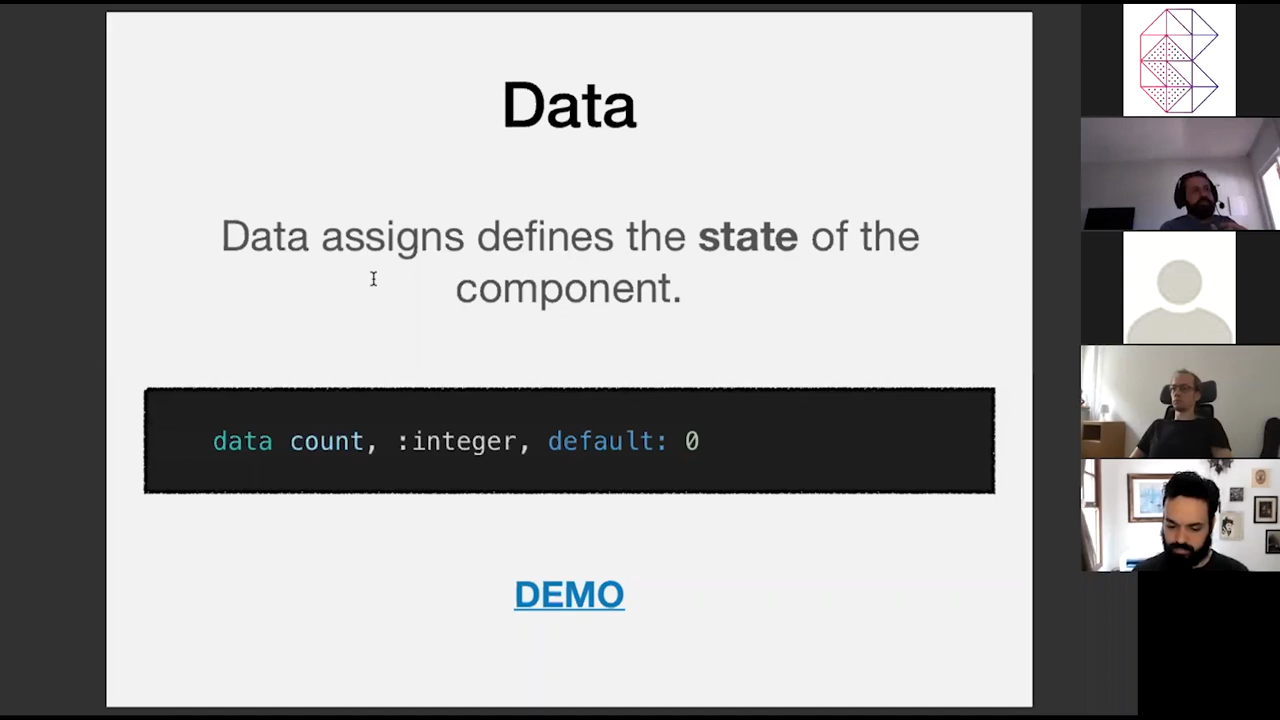 Data
Data assigns defines the state of the
component.
data count, :integer, default: 0
DEMO